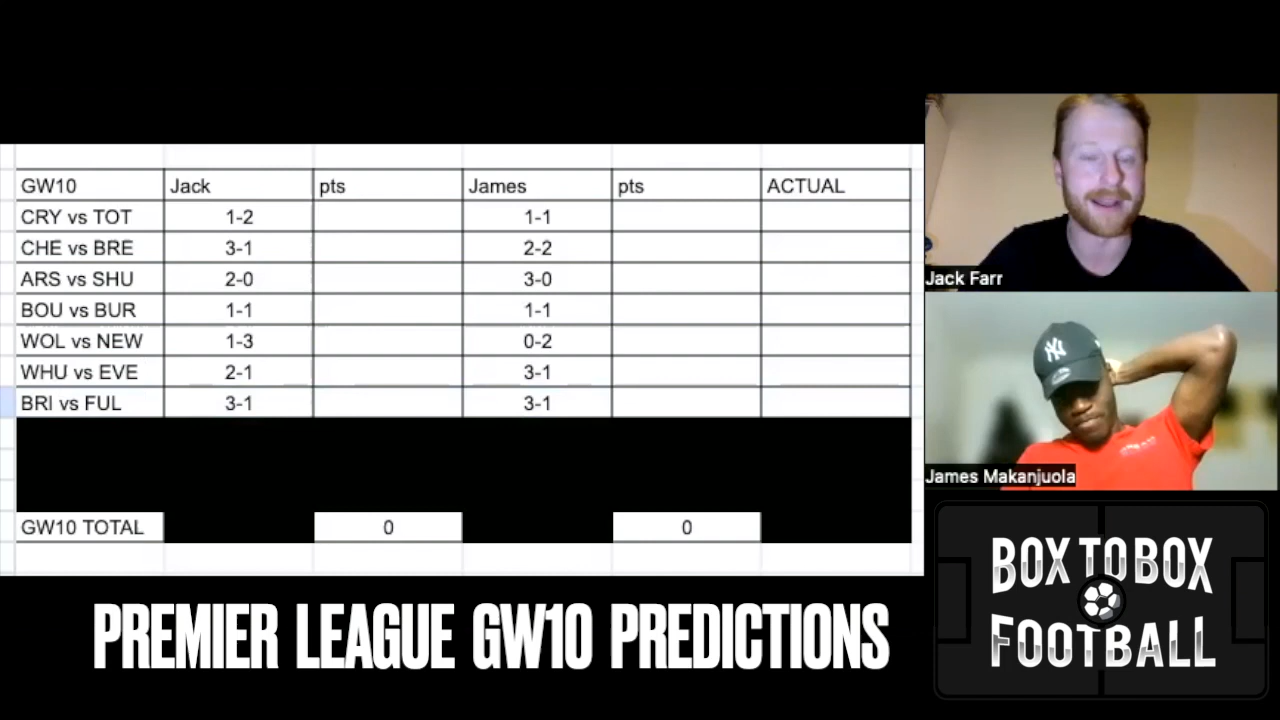 GW10 Jack pts James pts ACTUAL
CRY vs TOT 1-2 1-1
CHE vs BRE 3-1 2-2
ARS vs SHU 2-0 3-0
BOU vs BUR 1-1 1-1
WOL vs NEW 1-3 0-2
WHU vs EVE 2-1 3-1
BRI vs FUL 3-1 3-1
GW10 TOTAL 0 0
PREMIER LEAGUE GW10 PREDICTIONS
Jack Farr
NY
James Makanjuola
BOX TO BOX
FOOTBALL